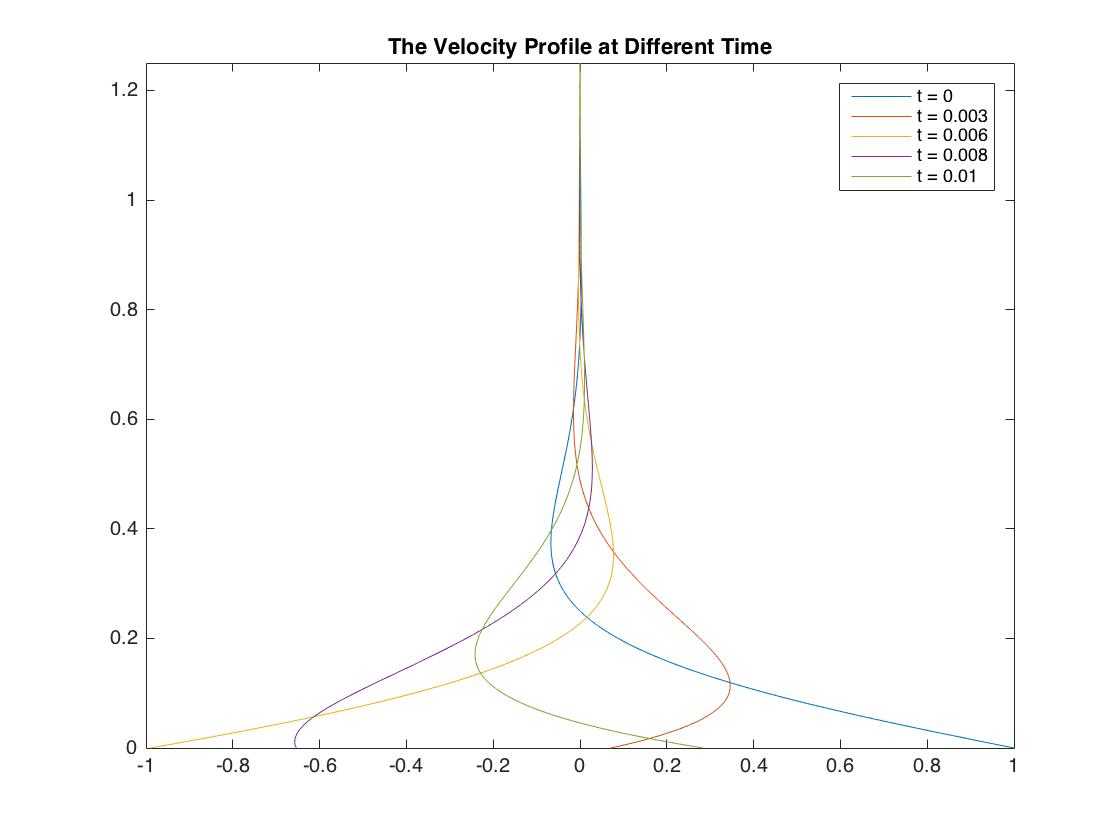 The Velocity Profile at Different Time
t = 0
t = 0.003
t = 0.006
t = 0.008
t = 0.01
1.2
1
0.8
0.6
0.4
0.2
0
-1 -0.8 -0.6 -0.4 -0.2 0 0.2 0.4 0.6 0.8 1